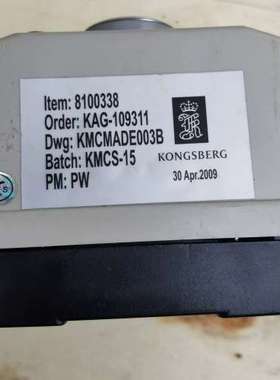 Item: 8100338
Order: KAG-109311
Dwg: KMCMADE003B
Batch: KMCS-15
PM: PW
KONGSBERG
30 Apr.2009